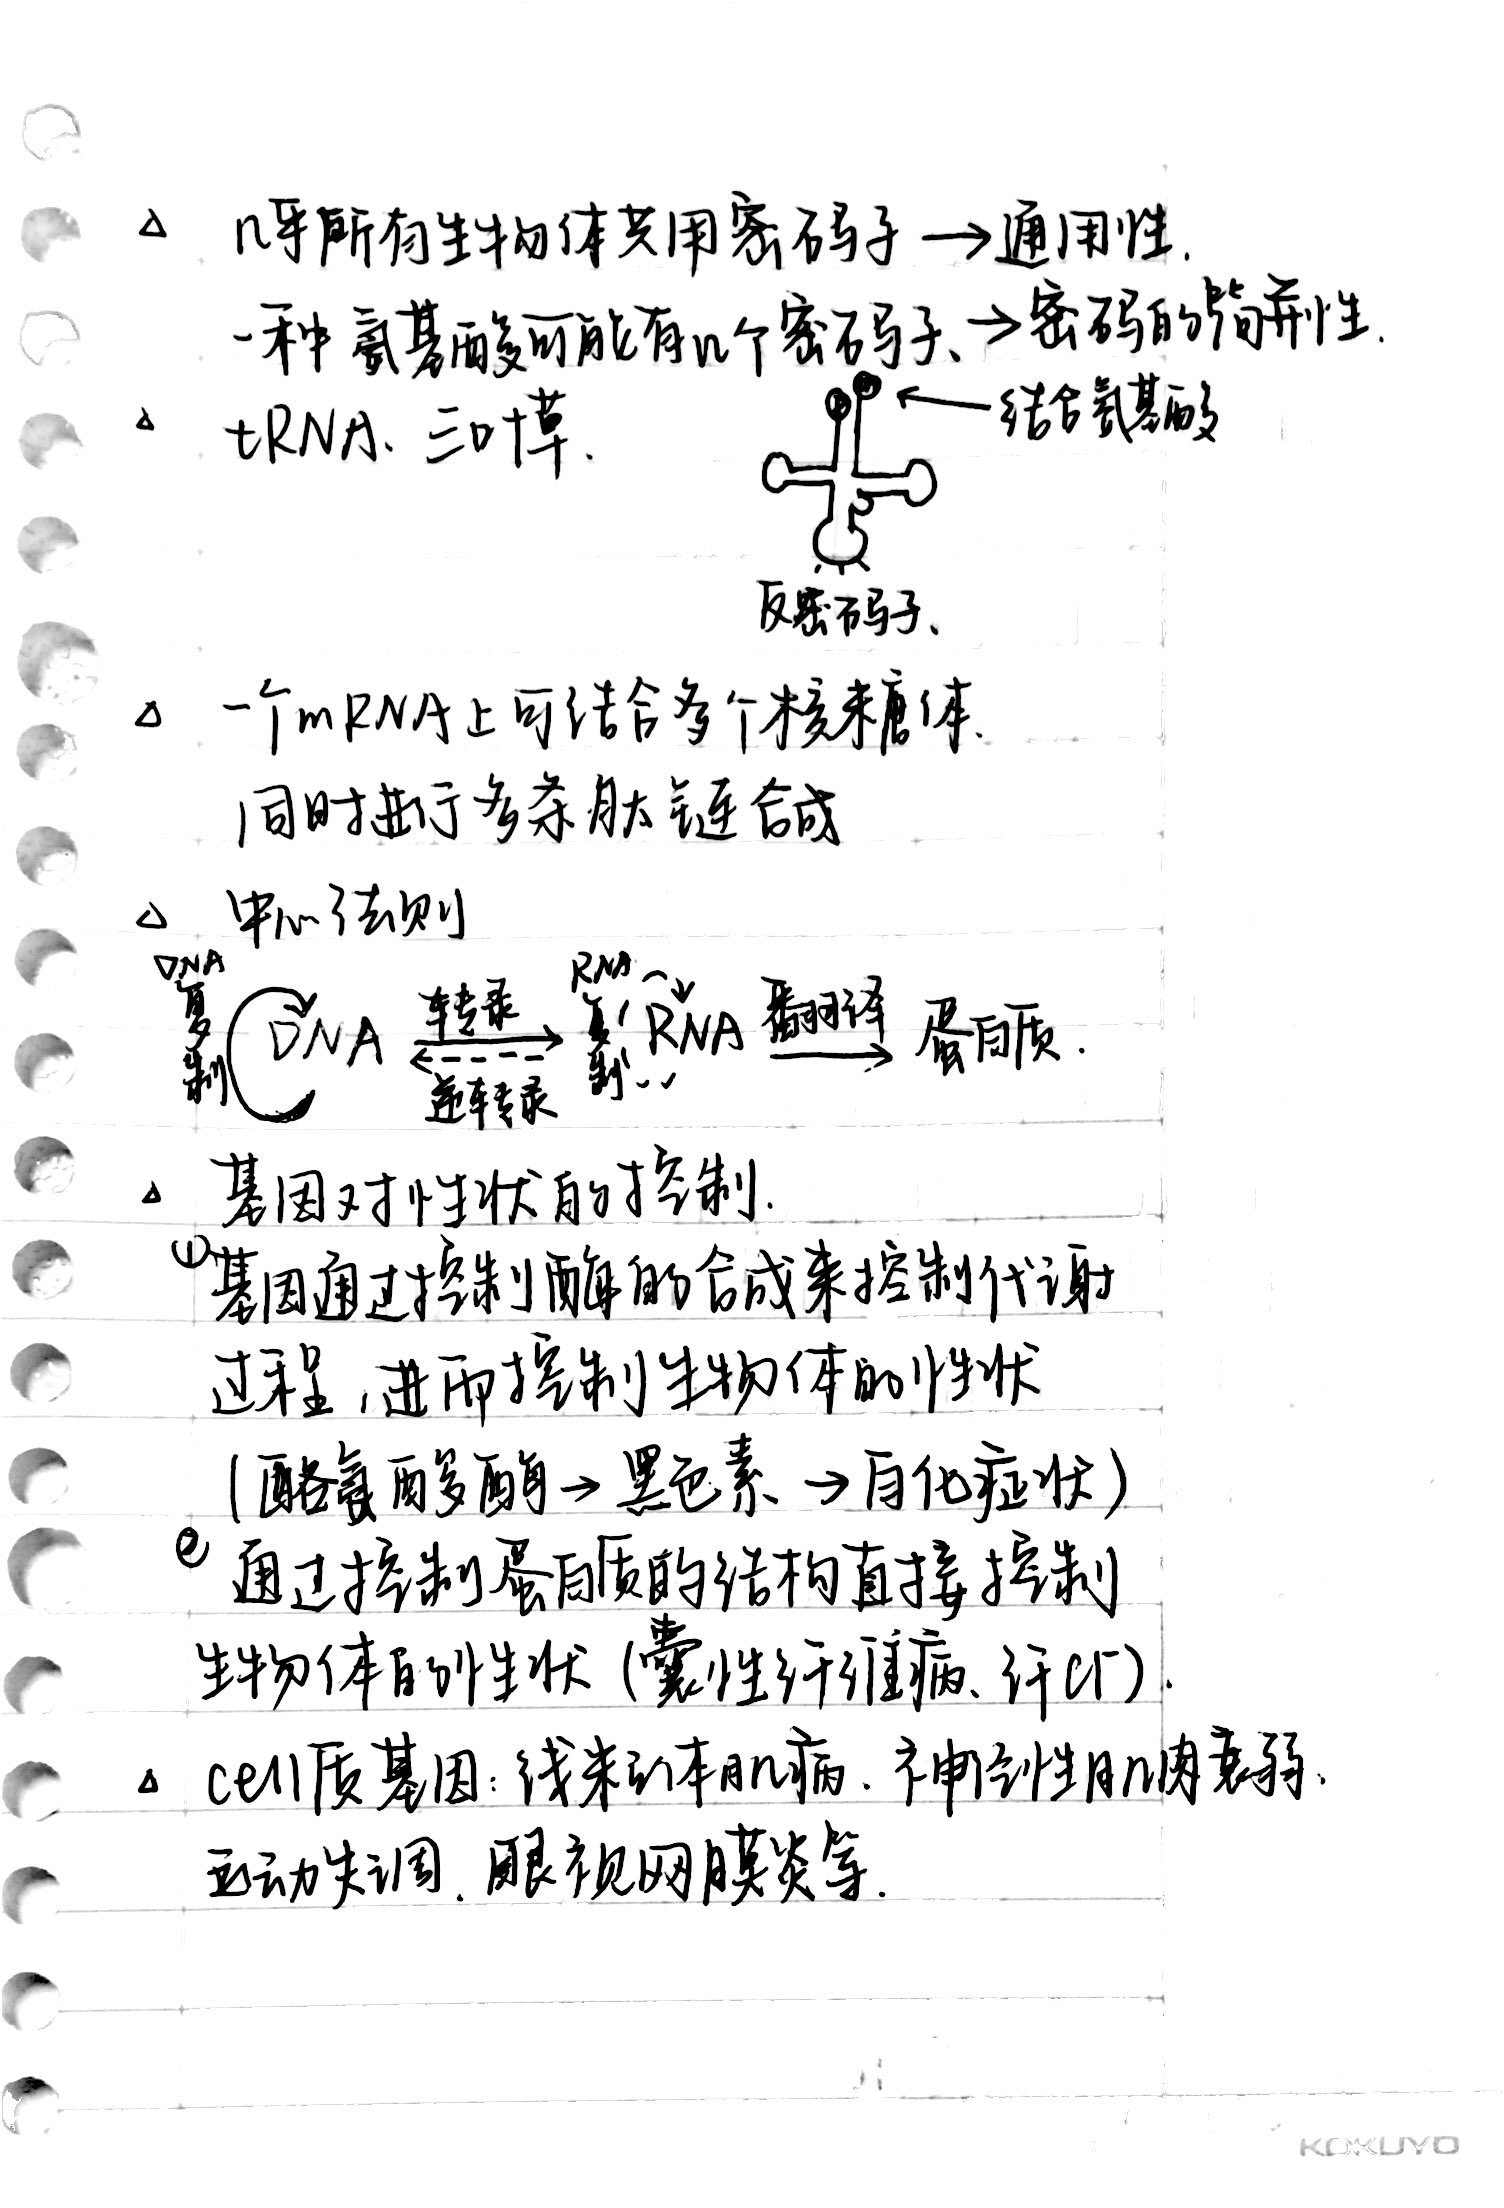 △ n乎所有生物体共用密码子 → 通用性.
一种氨基酸可能有n个密码子、→ 密码的简并性.
△ tRNA、三叶草.
← 结合氨基酸
反密码子、
△ 一个mRNA上可结合多个核糖体、
同时进行多条肽链合成
△ 中心法则
DNA复制 DNA 转录 逆转录 RNA复制 RNA 翻译 蛋白质.
△ 基因对性状的控制.
①基因通过控制酶的合成来控制代谢
过程,进而控制生物体的性状
(酪氨酸酶→黑色素→白化症状)
② 通过控制蛋白质的结构直接控制
生物体的性状(囊性纤维病、纤cr).
△ cell质基因:线粒体肌病、神经性肌肉衰弱、
运动失调、眼视网膜炎等.
KOKUYO